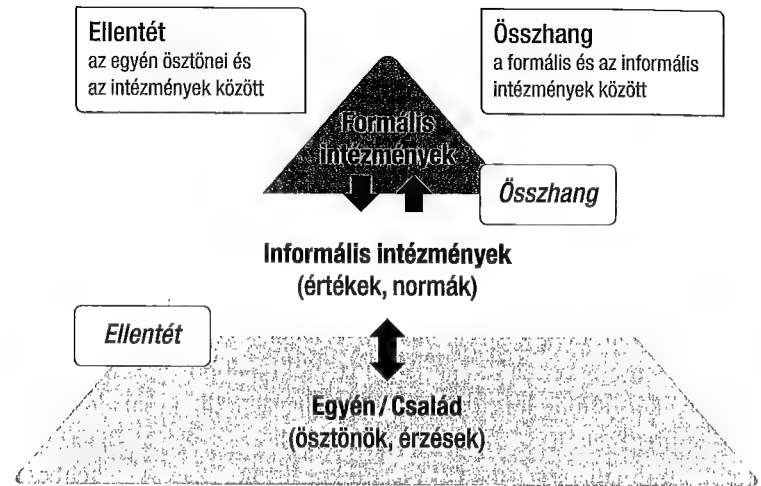 Ellentét
az egyén ösztönei és
az intézmények között
Összhang
a formális és az informális
intézmények között
Formális
intézmények
Összhang
Informális intézmények
(értékek, normák)
Ellentét
Egyén / Család
(ösztönök, érzések)